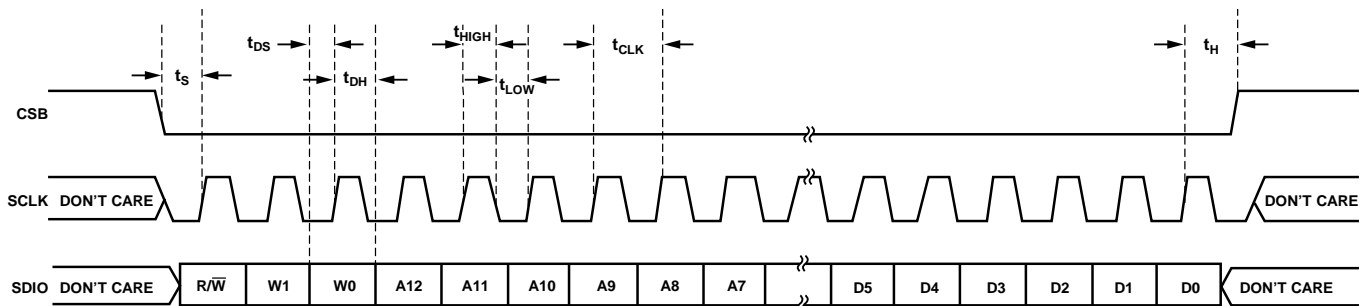 tDS
tHIGH
tCLK
tH
tS
tDH
tLOW
CSB
SCLK DON'T CARE DON'T CARE
SDIO DON'T CARE R/W̅ W1 W0 A12 A11 A10 A9 A8 A7 D5 D4 D3 D2 D1 D0 DON'T CARE